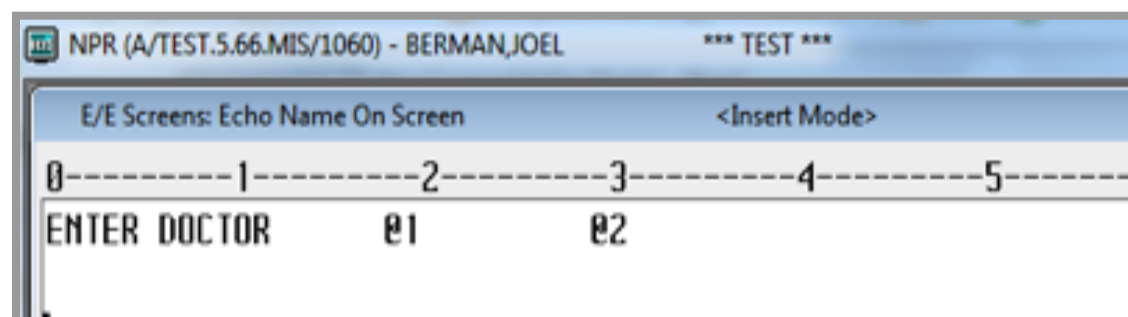 NPR (A/TEST.5.66.MIS/1060) - BERMAN,JOEL *** TEST ***
E/E Screens: Echo Name On Screen <Insert Mode>
0---------1---------2---------3---------4---------5------
ENTER DOCTOR @1 @2